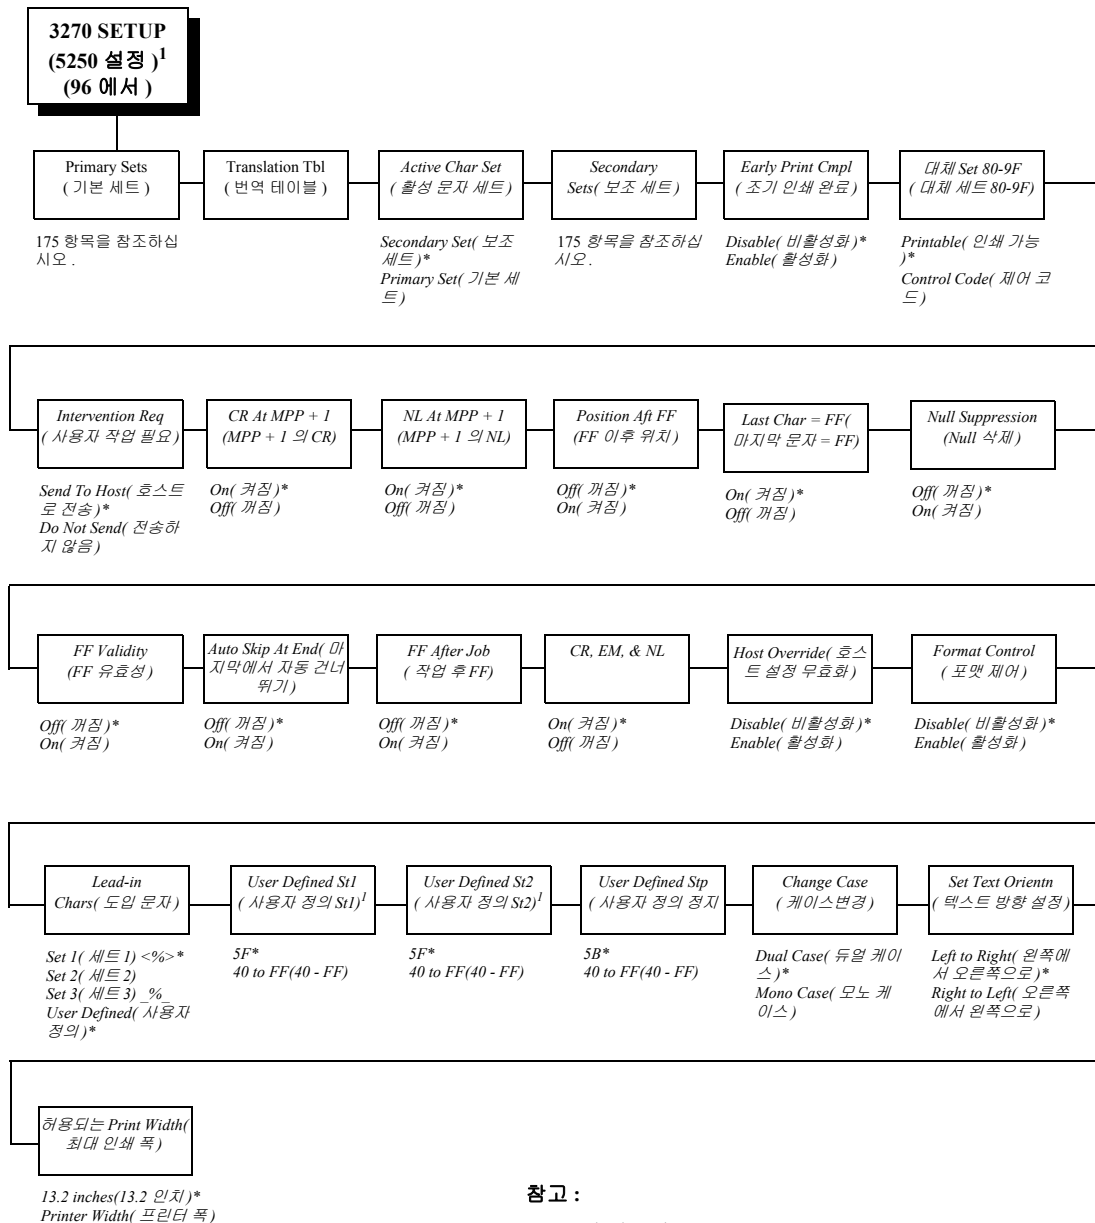 3270 SETUP
(5250 설정 )1
(96 에서 )
Primary Sets
( 기본 세트 )
175 항목을 참조하십
시오 .
Translation Tbl
( 번역 테이블 )
Active Char Set
( 활성 문자 세트 )
Secondary Set( 보조
세트 )*
Primary Set( 기본 세
트 )
Secondary
Sets( 보조 세트 )
175 항목을 참조하십
시오 .
Early Print Cmpl
( 조기 인쇄 완료 )
Disable( 비활성화 )*
Enable( 활성화 )
대체 Set 80-9F
( 대체 세트 80-9F)
Printable( 인쇄 가능
)*
Control Code( 제어 코
드 )
Intervention Req
( 사용자 작업 필요 )
Send To Host( 호스트
로 전송 )*
Do Not Send( 전송하
지 않음 )
CR At MPP + 1
(MPP + 1 의 CR)
On( 켜짐 )*
Off( 꺼짐 )
NL At MPP + 1
(MPP + 1 의 NL)
On( 켜짐 )*
Off( 꺼짐 )
Position Aft FF
(FF 이후 위치 )
Off( 꺼짐 )*
On( 켜짐 )
Last Char = FF(
마지막 문자 = FF)
On( 켜짐 )*
Off( 꺼짐 )
Null Suppression
(Null 삭제 )
Off( 꺼짐 )*
On( 켜짐 )
FF Validity
(FF 유효성 )
Off( 꺼짐 )*
On( 켜짐 )
Auto Skip At End( 마
지막에서 자동 건너
뛰기 )
Off( 꺼짐 )*
On( 켜짐 )
FF After Job
( 작업 후 FF)
Off( 꺼짐 )*
On( 켜짐 )
CR, EM, & NL
On( 켜짐 )*
Off( 꺼짐 )
Host Override( 호스
트 설정 무효화 )
Disable( 비활성화 )*
Enable( 활성화 )
Format Control
( 포맷 제어 )
Disable( 비활성화 )*
Enable( 활성화 )
Lead-in
Chars( 도입 문자 )
Set 1( 세트 1) <%>*
Set 2( 세트 2)
Set 3( 세트 3) _%_
User Defined( 사용자
정의 )*
User Defined St1
( 사용자 정의 St1)1
5F*
40 to FF(40 - FF)
User Defined St2
( 사용자 정의 St2)1
5F*
40 to FF(40 - FF)
User Defined Stp
( 사용자 정의 정지
5B*
40 to FF(40 - FF)
Change Case
( 케이스변경 )
Dual Case( 듀얼 케이
스 )*
Mono Case( 모노 케
이스 )
Set Text Orientn
( 텍스트 방향 설정 )
Left to Right( 왼쪽에
서 오른쪽으로 )*
Right to Left( 오른쪽
에서 왼쪽으로 )
허용되는 Print Width(
최대 인쇄 폭 )
13.2 inches(13.2 인치 )*
Printer Width( 프린터 폭 )
참고 :